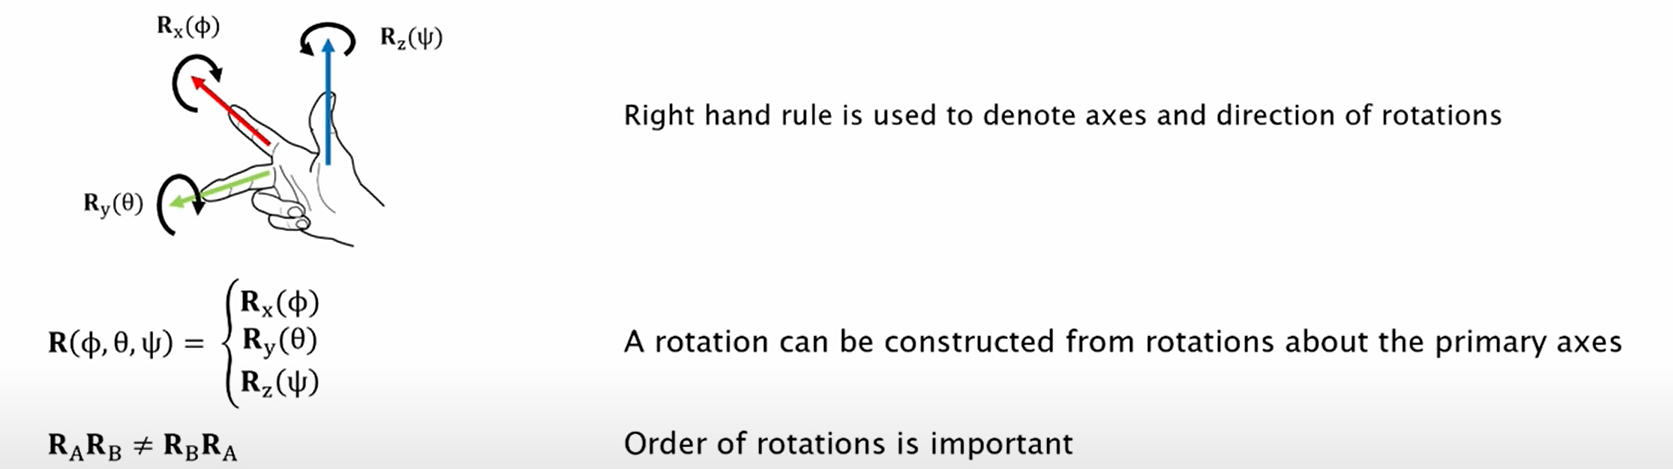 Rx(ϕ)
Rz(ψ)
Right hand rule is used to denote axes and direction of rotations
Ry(θ)
R(ϕ, θ, ψ) = { Rx(ϕ)
Ry(θ)
Rz(ψ)
A rotation can be constructed from rotations about the primary axes
RARB ≠ RBRA
Order of rotations is important